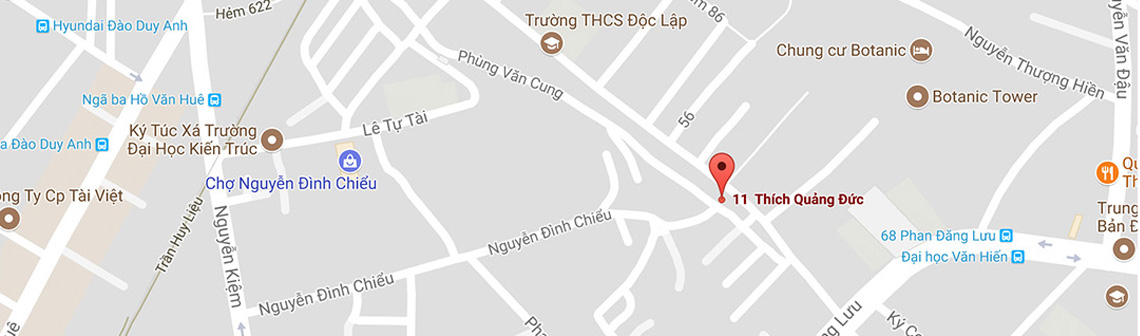 Hẻm 622
Hyundai Đào Duy Anh
Trường THCS Độc Lập
86
Chung cư Botanic
Nguyễn Thượng Hiền
Nguyễn Văn Đậu
Phùng Văn Cung
Ngã ba Hồ Văn Huê
Botanic Tower
56
Lê Tự Tài
Ký Túc Xá Trường
Đại Học Kiến Trúc
Đào Duy Anh
Chợ Nguyễn Đình Chiểu
Ty Cp Tài Việt
11 Thích Quảng Đức
Trần Huy Liệu
Nguyễn Kiệm
Nguyễn Đình Chiểu
68 Phan Đăng Lưu
Đại học Văn Hiến
Trung
Nguyễn Đình Chiểu
Lưu